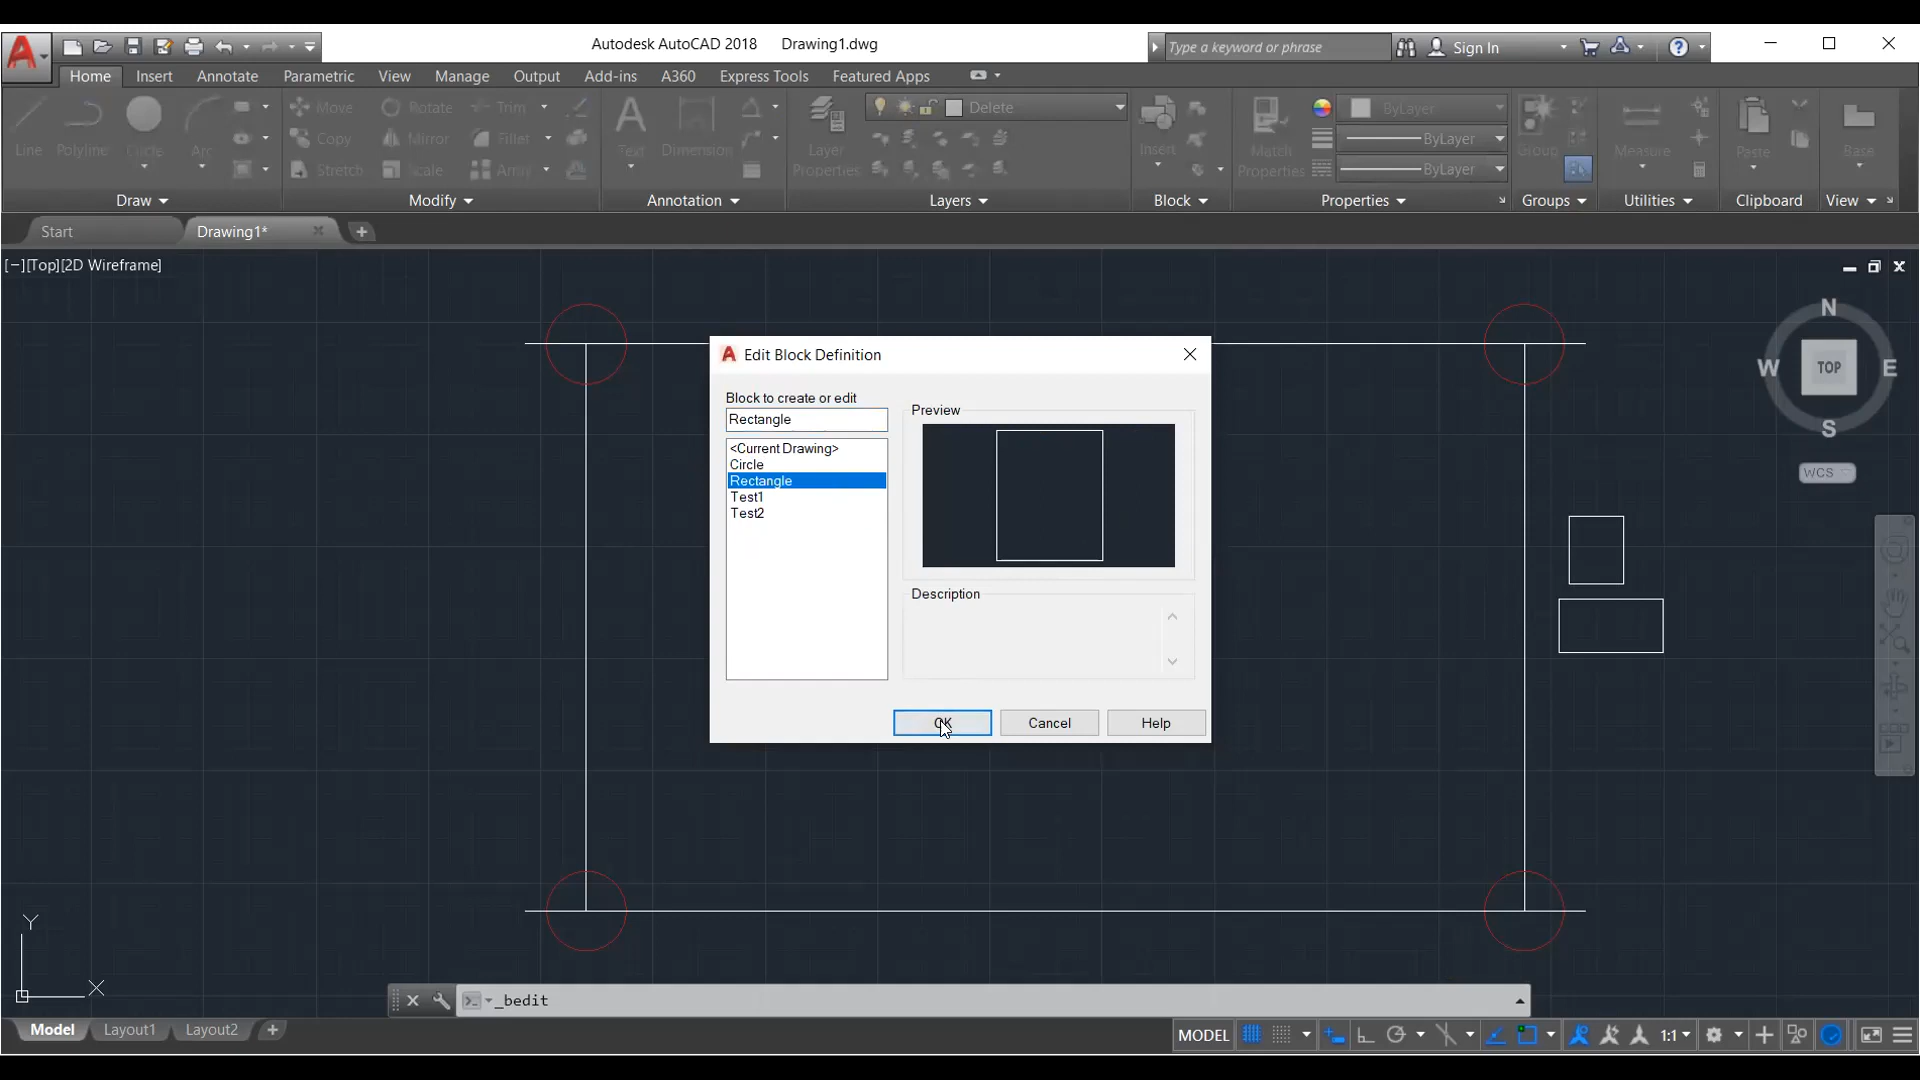 Autodesk AutoCAD 2018 Drawing1.dwg
Type a keyword or phrase
Sign In
Home Insert Annotate Parametric View Manage Output Add-ins A360 Express Tools Featured Apps
Line Polyline Circle Arc
Move Rotate Trim
Copy Mirror Fillet
Stretch Scale Array
Text Dimension
Layer Properties
Delete
Insert
Match Properties
ByLayer
ByLayer
ByLayer
Group
Measure
Paste
Base
Draw Modify Annotation Layers Block Properties Groups Utilities Clipboard View
Start Drawing1*
[−][Top][2D Wireframe]
N
W TOP E
S
WCS
Edit Block Definition
Block to create or edit
Rectangle
<Current Drawing>
Circle
Rectangle
Test1
Test2
Preview
Description
OK Cancel Help
Y
X
_bedit
Model Layout1 Layout2
MODEL 1:1